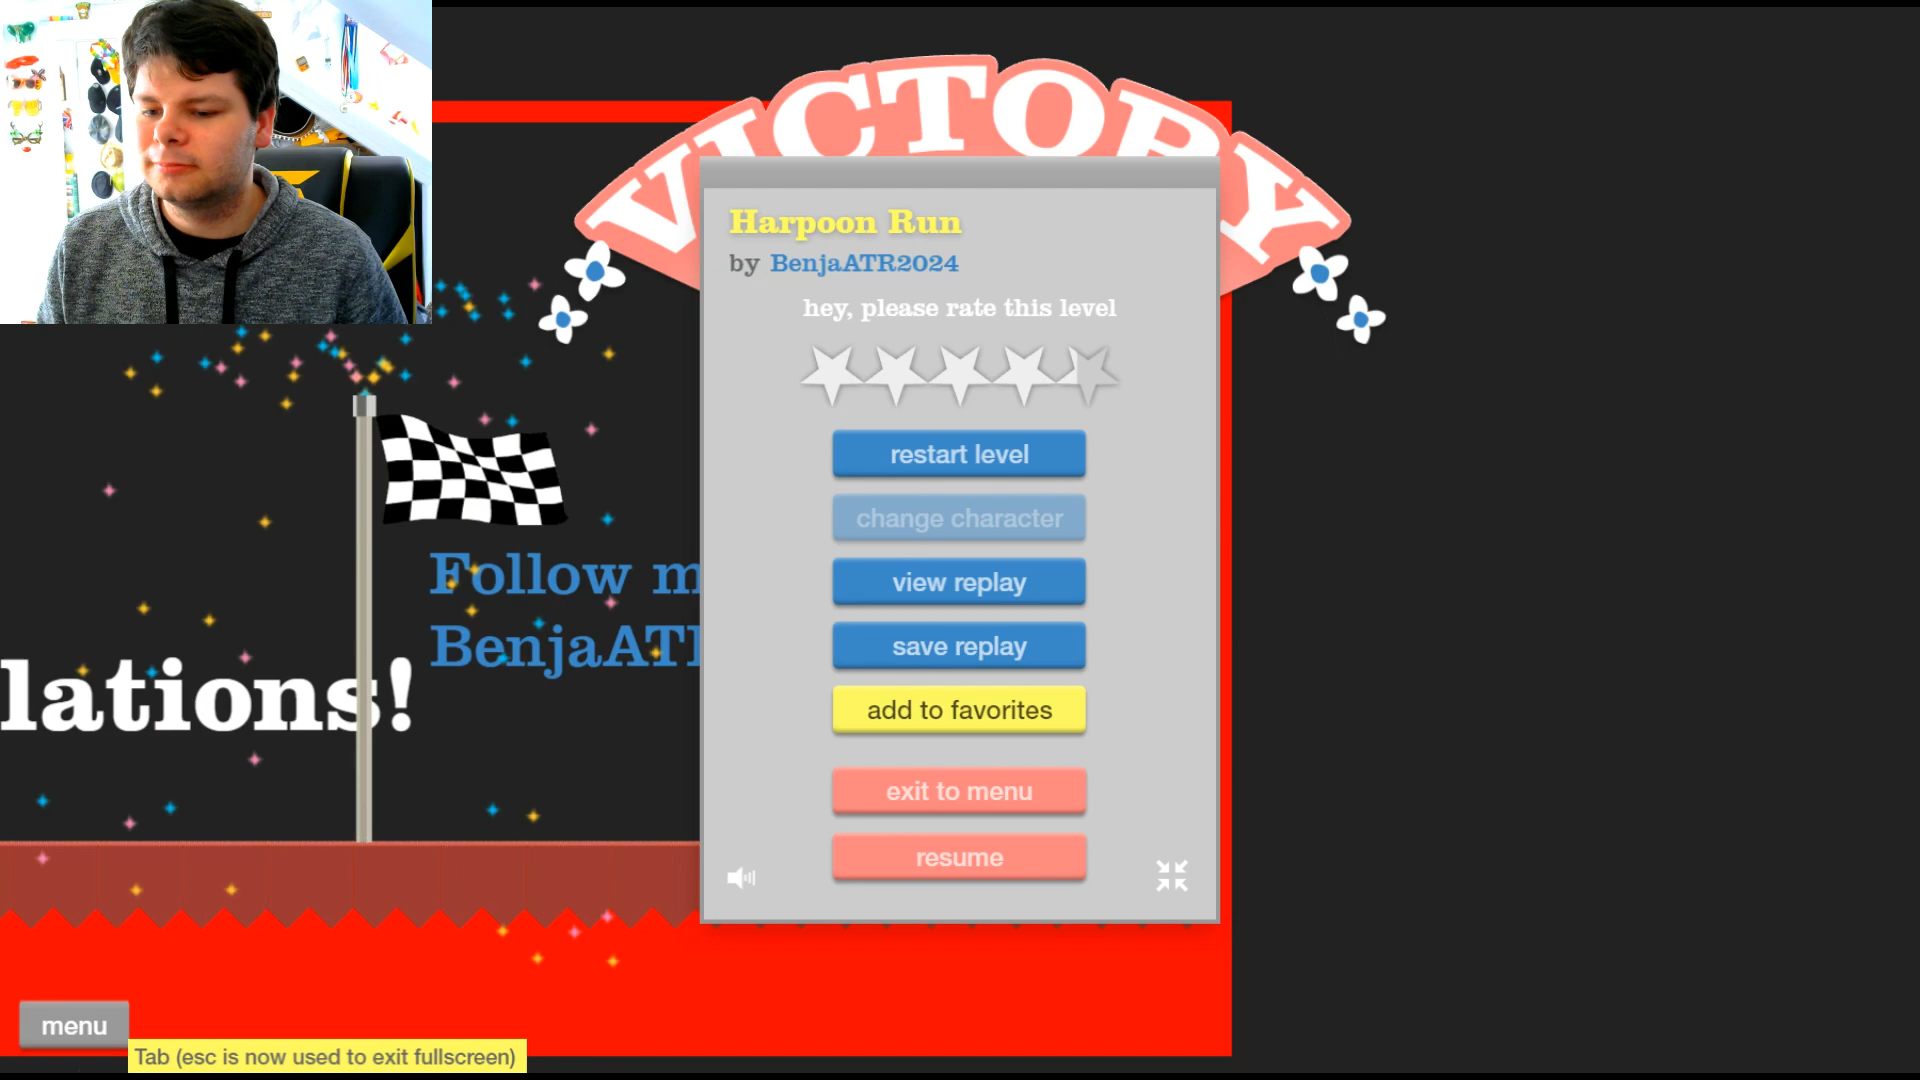 VICTORY
Harpoon Run
by BenjaATR2024
hey, please rate this level
restart level
change character
view replay
save replay
add to favorites
exit to menu
resume
Follow m
BenjaAT
lations!
menu
Tab (esc is now used to exit fullscreen)